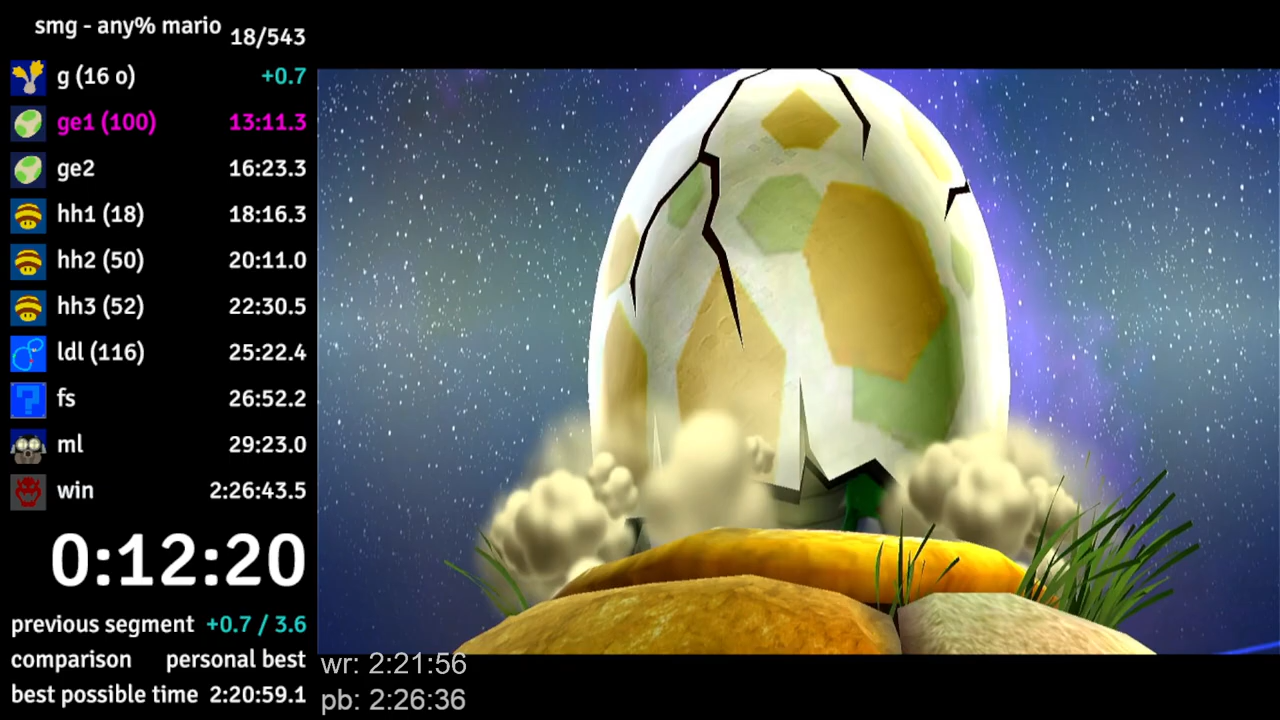 smg - any% mario 18/543
g (16 o) +0.7
ge1 (100) 13:11.3
ge2 16:23.3
hh1 (18) 18:16.3
hh2 (50) 20:11.0
hh3 (52) 22:30.5
ldl (116) 25:22.4
fs 26:52.2
ml 29:23.0
win 2:26:43.5
0:12:20
previous segment +0.7 / 3.6
comparison personal best
best possible time 2:20:59.1
wr: 2:21:56
pb: 2:26:36